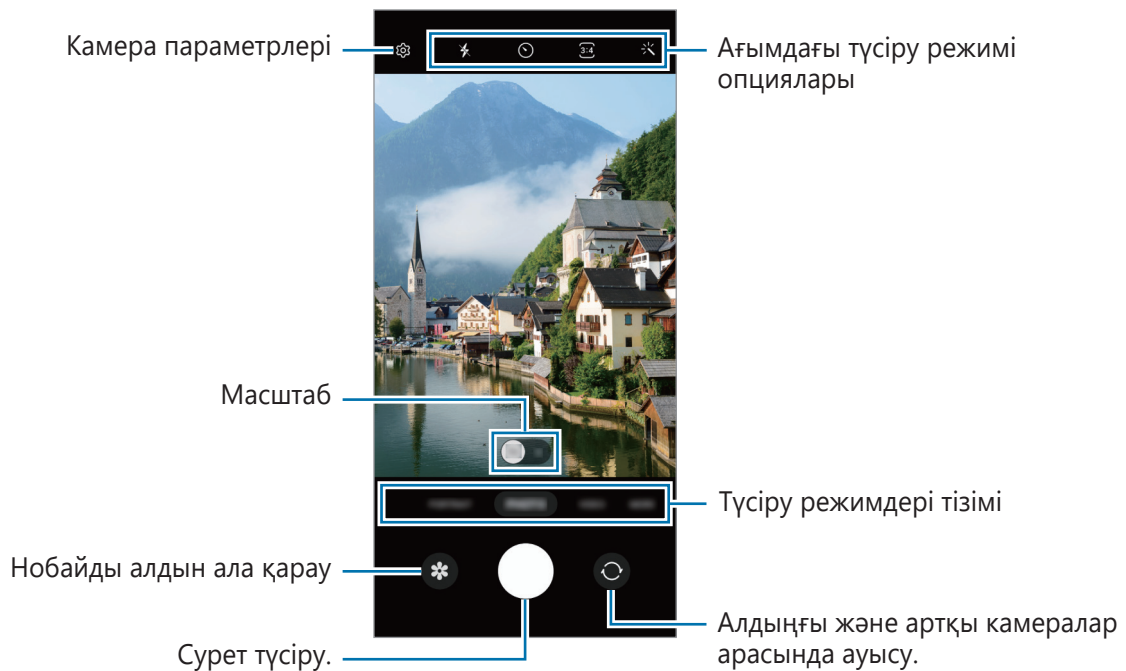 Камера параметрлері
3:4
Ағымдағы түсіру режимі
опциялары
Масштаб
Түсіру режимдері тізімі
Нобайды алдын ала қарау
Сурет түсіру.
Алдыңғы және артқы камералар
арасында ауысу.